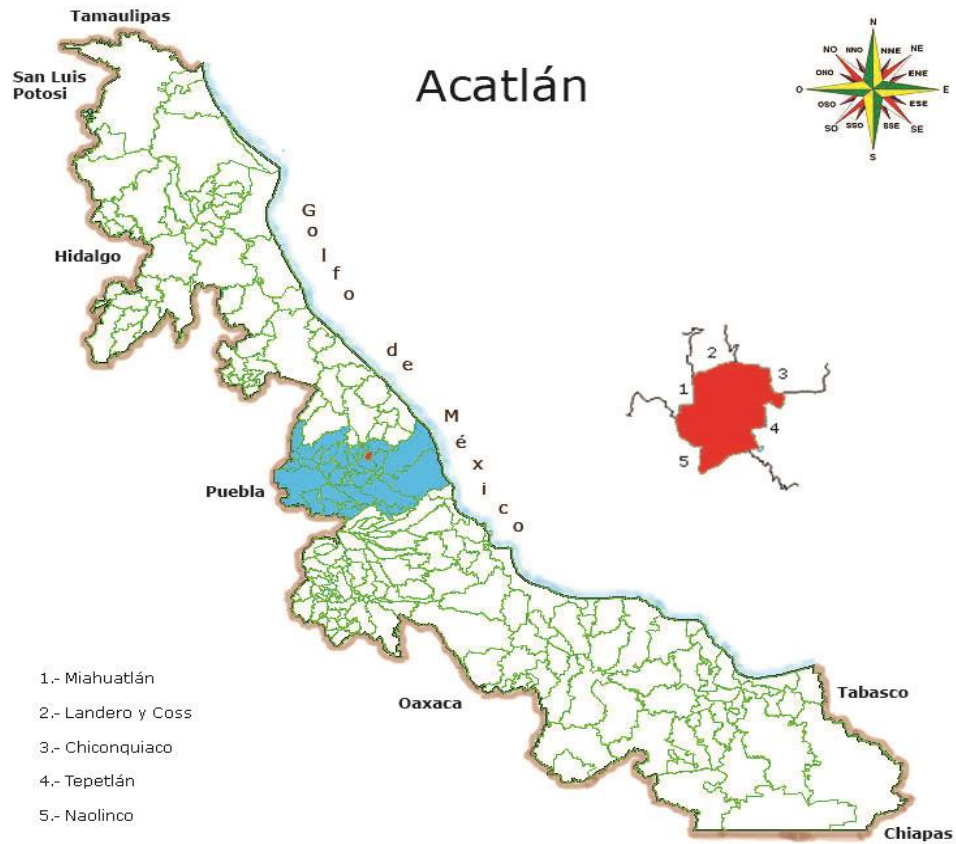 Tamaulipas
San Luis
Potosi
Acatlán
N
NNO
NNE
NO
NE
ONO
ENE
O
E
OSO
ESE
SO
SSO
SSE
SE
S
Golfo de México
Hidalgo
Puebla
Oaxaca
Tabasco
Chiapas
2
3
1
4
5
1.- Miahuatlán
2.- Landero y Coss
3.- Chiconquiaco
4.- Tepetlán
5.- Naolinco